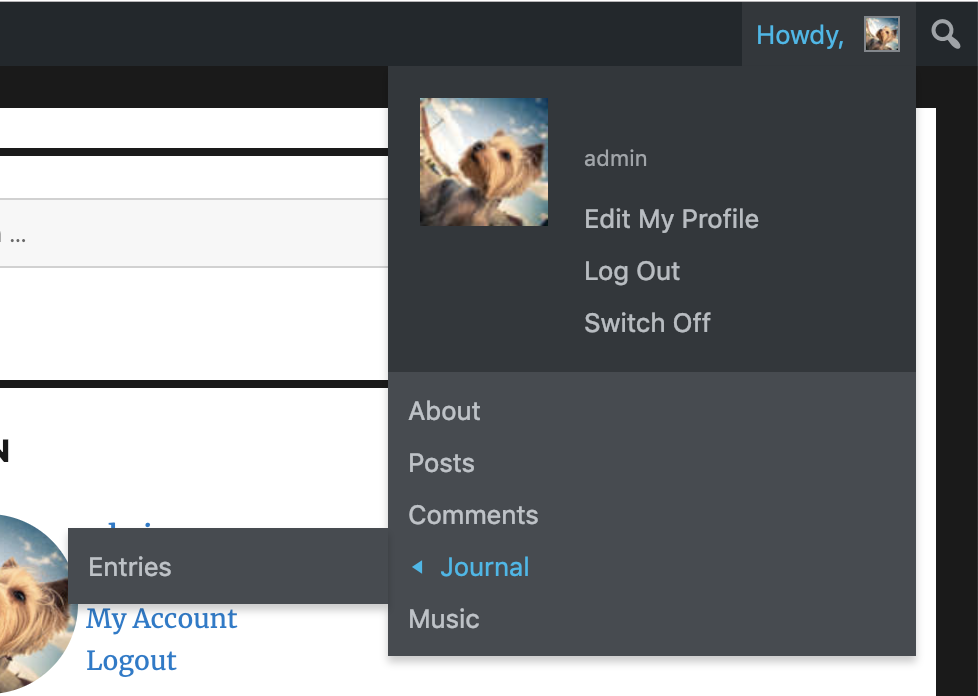 Howdy,
admin
Edit My Profile
Log Out
Switch Off
...
About
Posts
N
Comments
Entries
Journal
My Account
Music
Logout